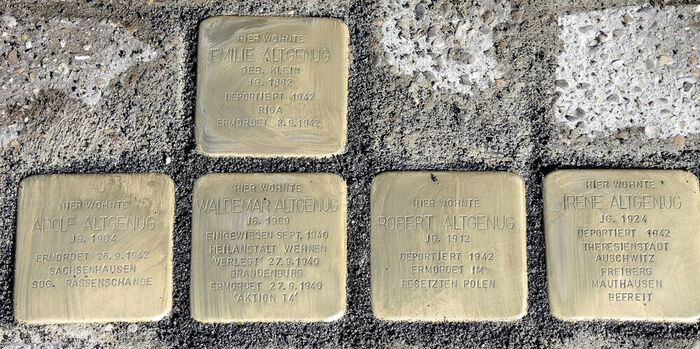 HIER WOHNTE
EMILIE ALTGENUG
GEB. KLEIN
JG. 1882
DEPORTIERT 1942
RIGA
ERMORDET 8.9.1942
HIER WOHNTE
ADOLF ALTGENUG
JG. 1904
ERMORDET 26.9.1942
SACHSENHAUSEN
SOG. RASSENSCHANDE
HIER WOHNTE
WALDEMAR ALTGENUG
JG. 1909
EINGEWIESEN SEPT. 1940
HEILANSTALT WEHNEN
'VERLEGT' 27.9.1940
BRANDENBURG
ERMORDET 27.9.1940
'AKTION T4'
HIER WOHNTE
ROBERT ALTGENUG
JG. 1912
DEPORTIERT 1942
ERMORDET IM
BESETZTEN POLEN
HIER WOHNTE
IRENE ALTGENUG
JG. 1924
DEPORTIERT 1942
THERESIENSTADT
AUSCHWITZ
FREIBERG
MAUTHAUSEN
BEFREIT